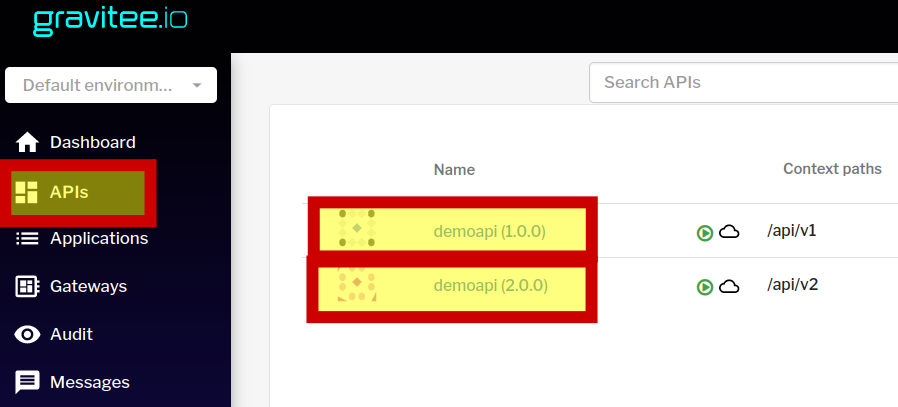 gravitee.io
Default environm...
Search APIs
Dashboard
APIs
Applications
Gateways
Audit
Messages
Name
Context paths
demoapi (1.0.0)
/api/v1
demoapi (2.0.0)
/api/v2